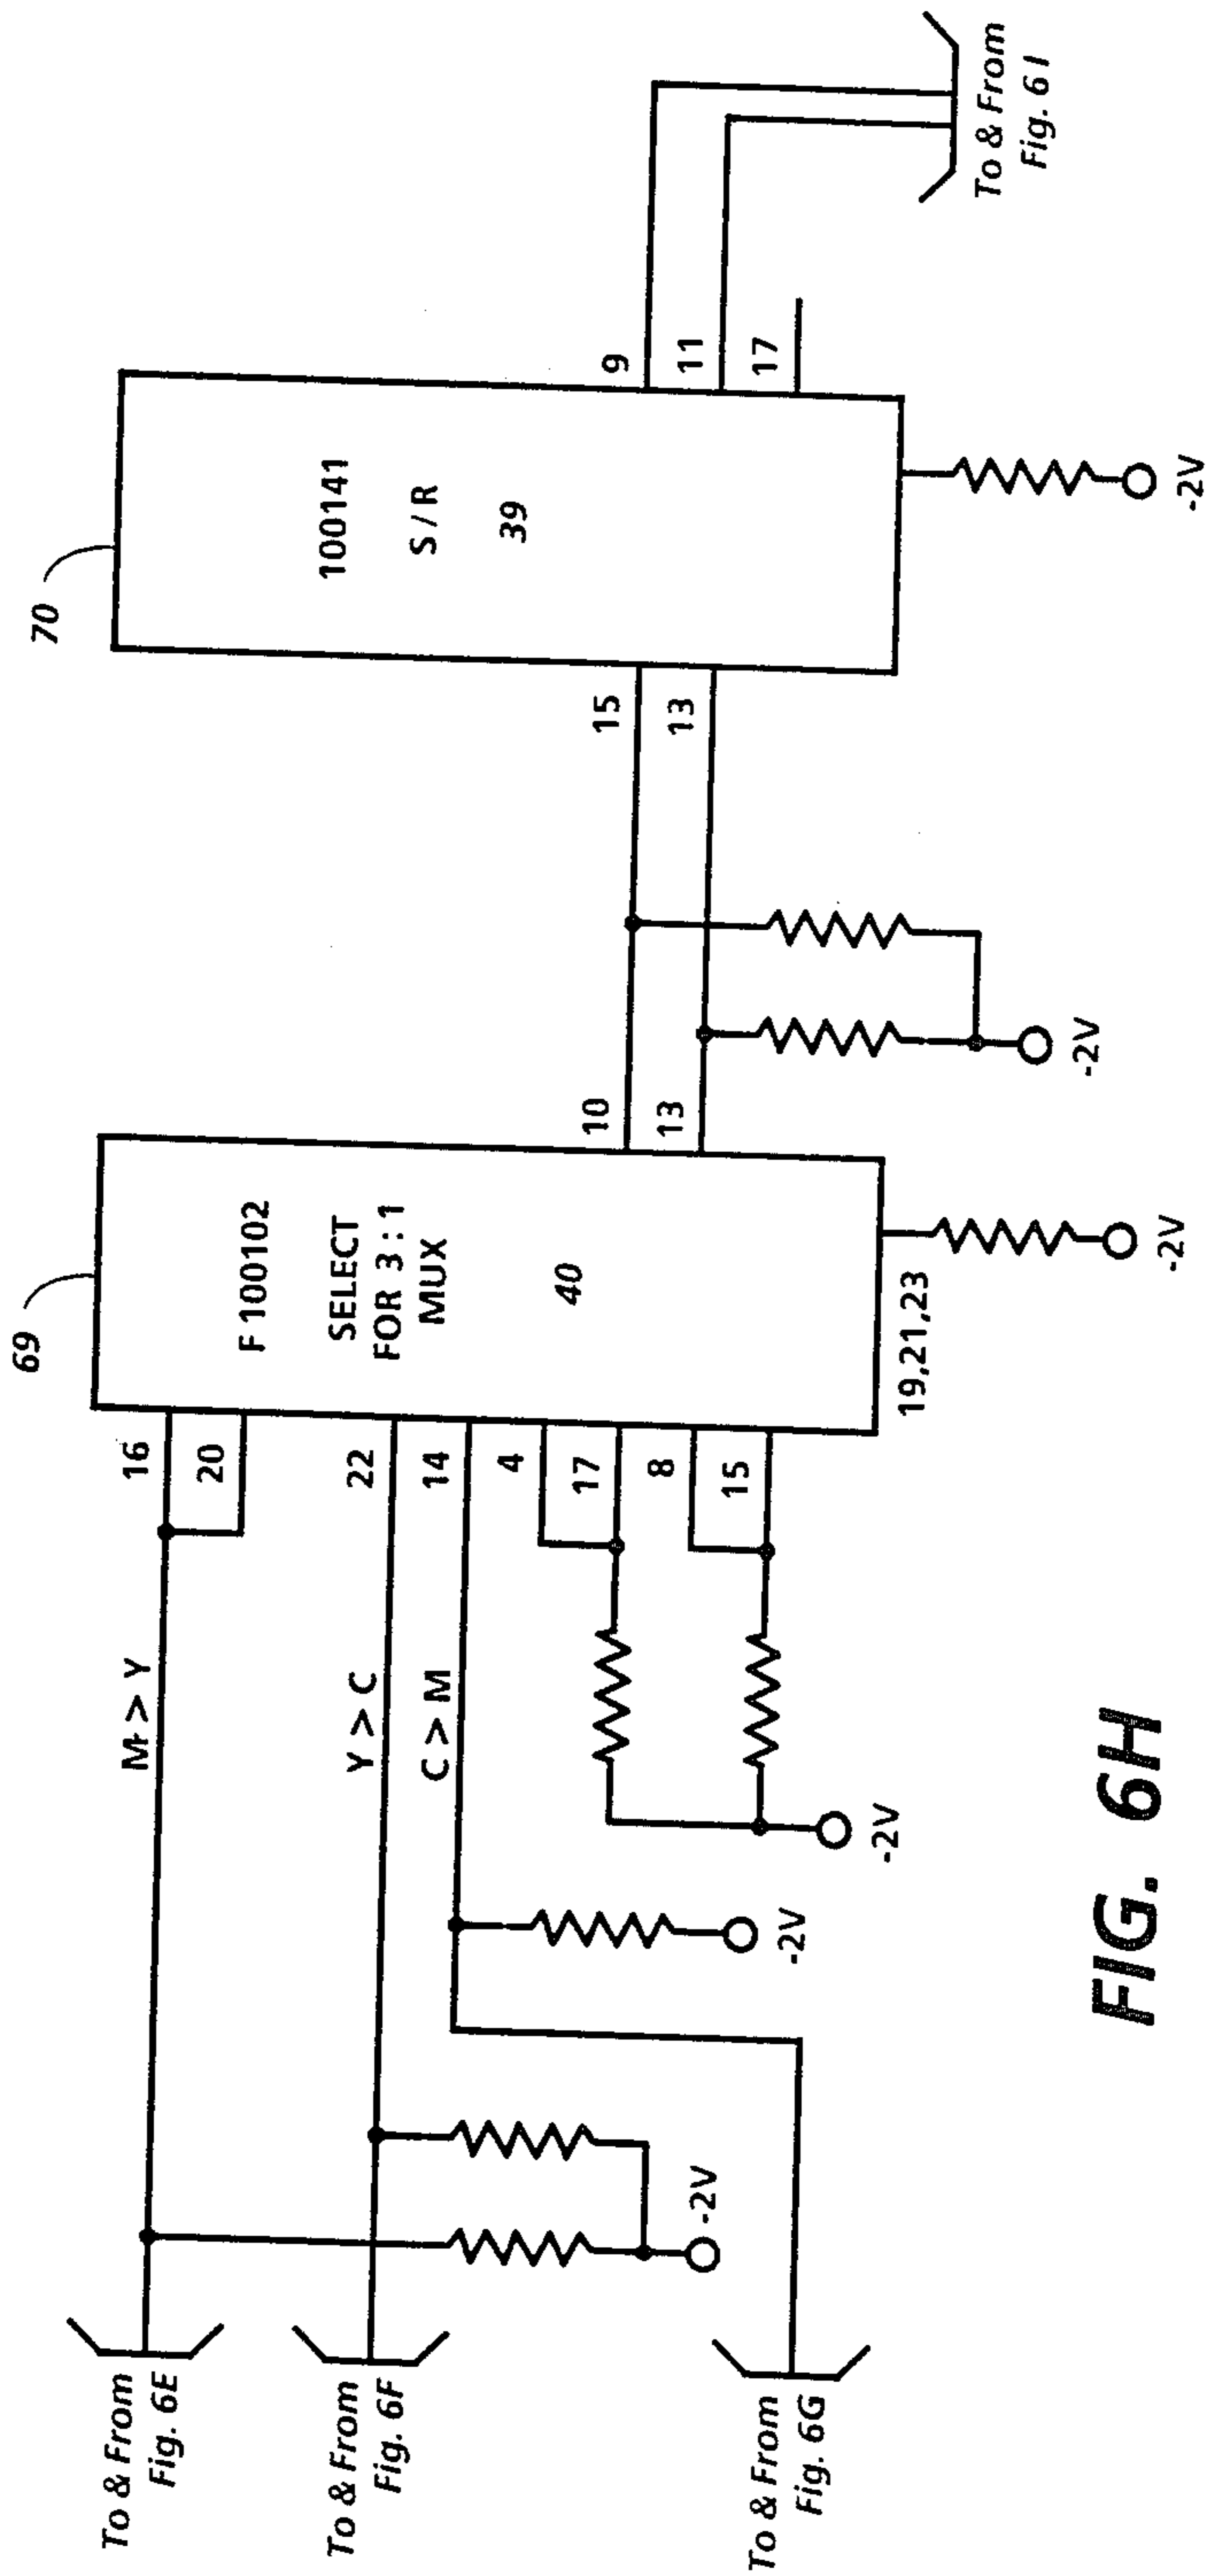 69
70
16
20
22
14
4
17
8
15
M > Y
Y > C
C > M
F100102
SELECT
FOR 3 : 1
MUX
40
19,21,23
10
13
15
13
100141
S / R
39
9
11
17
-2V
-2V
-2V
-2V
-2V
-2V
To & From
Fig. 6E
To & From
Fig. 6F
To & From
Fig. 6G
To & From
Fig. 6I
FIG. 6H